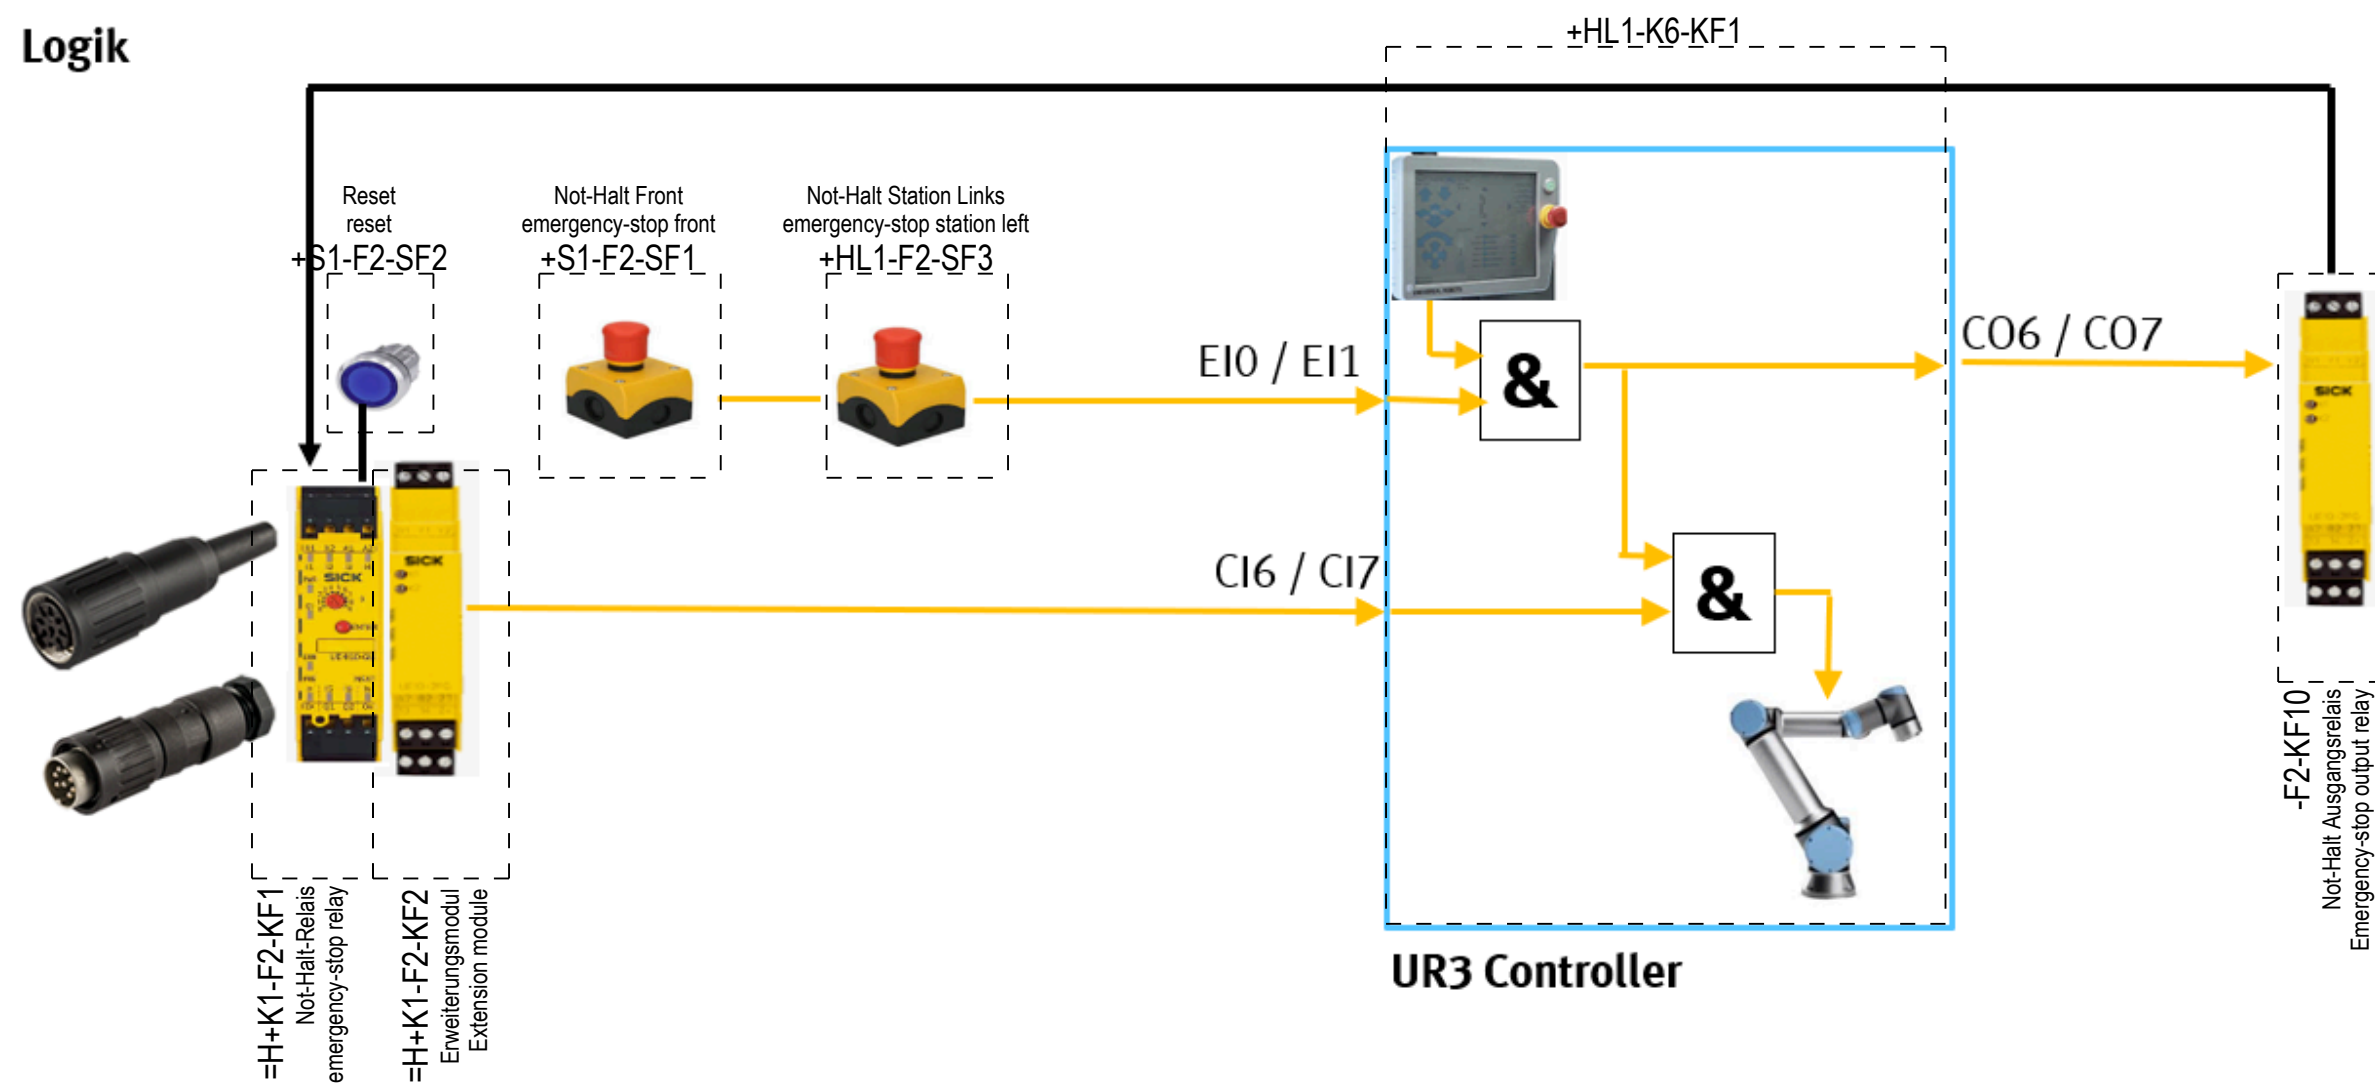 Logik
+HL1-K6-KF1
Reset
reset
+S1-F2-SF2
Not-Halt Front
emergency-stop front
+S1-F2-SF1
Not-Halt Station Links
emergency-stop station left
+HL1-F2-SF3
EI0 / EI1
&
CO6 / CO7
SICK
SICK
SICK
CI6 / CI7
&
UR3 Controller
=H+K1-F2-KF1
Not-Halt-Relais
emergency-stop relay
=H+K1-F2-KF2
Erweiterungsmodul
Extension module
-F2-KF10
Not-Halt Ausgangsrelais
Emergency-stop output relay